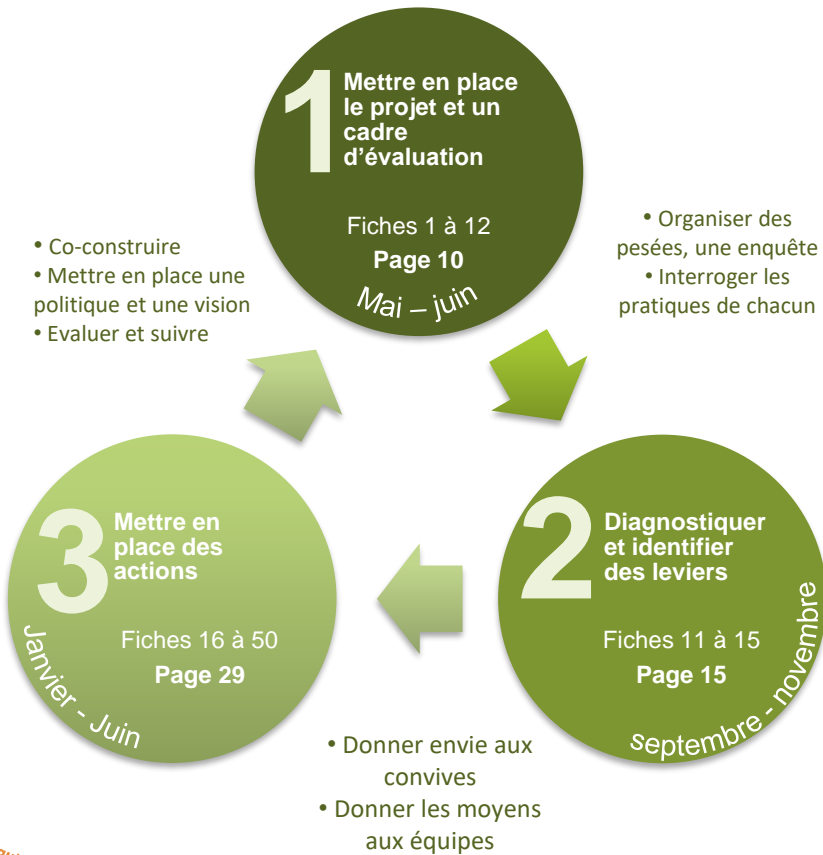 1
Mettre en place
le projet et un
cadre
d’évaluation
Fiches 1 à 12
Page 10
Mai – juin
• Co-construire
• Mettre en place une
politique et une vision
• Evaluer et suivre
• Organiser des
pesées, une enquête
• Interroger les
pratiques de chacun
3
Mettre en
place des
actions
Fiches 16 à 50
Page 29
Janvier - Juin
2
Diagnostiquer
et identifier
des leviers
Fiches 11 à 15
Page 15
septembre - novembre
• Donner envie aux
convives
• Donner les moyens
aux équipes